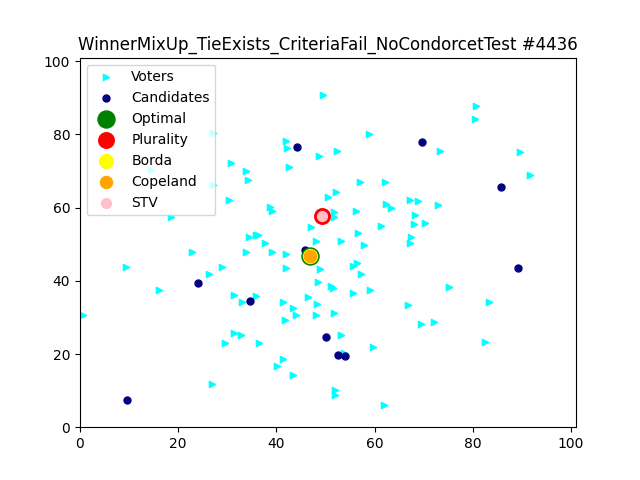 WinnerMixUp_TieExists_CriteriaFail_NoCondorcetTest #4436
100
80
60
40
20
0
0 20 40 60 80 100
Voters
Candidates
Optimal
Plurality
Borda
Copeland
STV